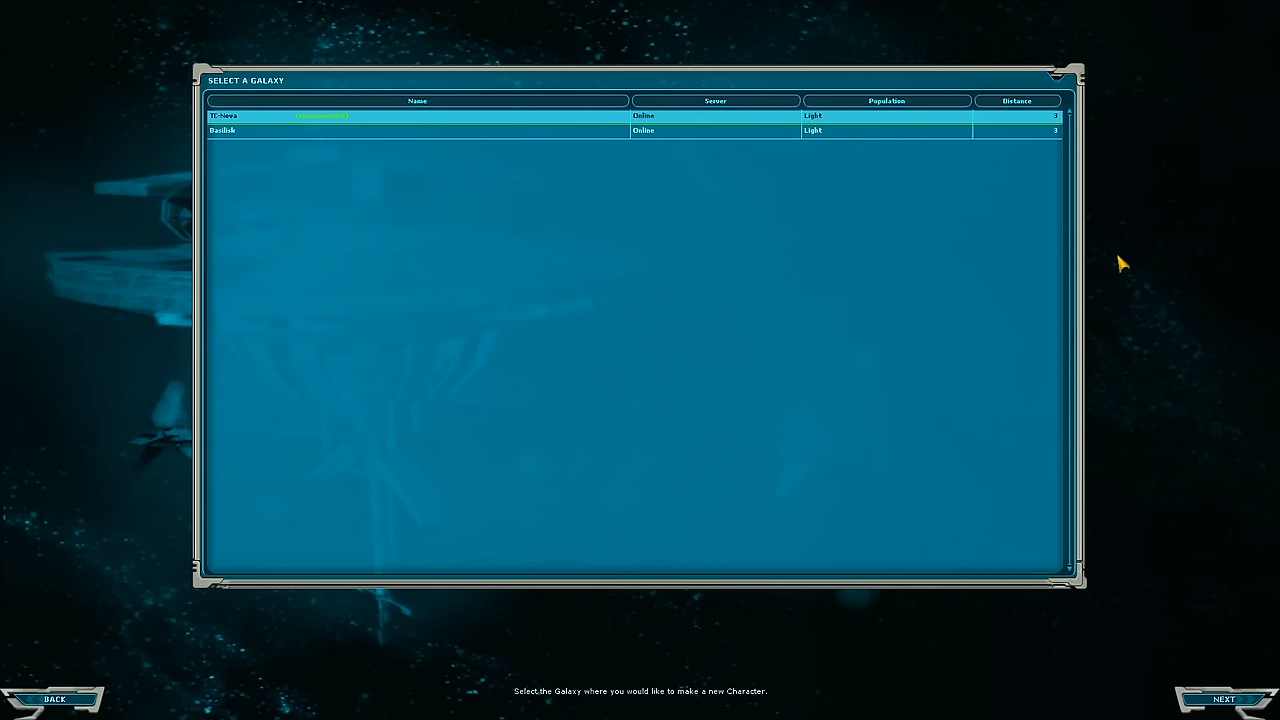 SELECT A GALAXY
Name Server Population Distance
TC-Nova (recommended) Online Light 3
Basilisk Online Light 3
Select the Galaxy where you would like to make a new Character.
BACK NEXT